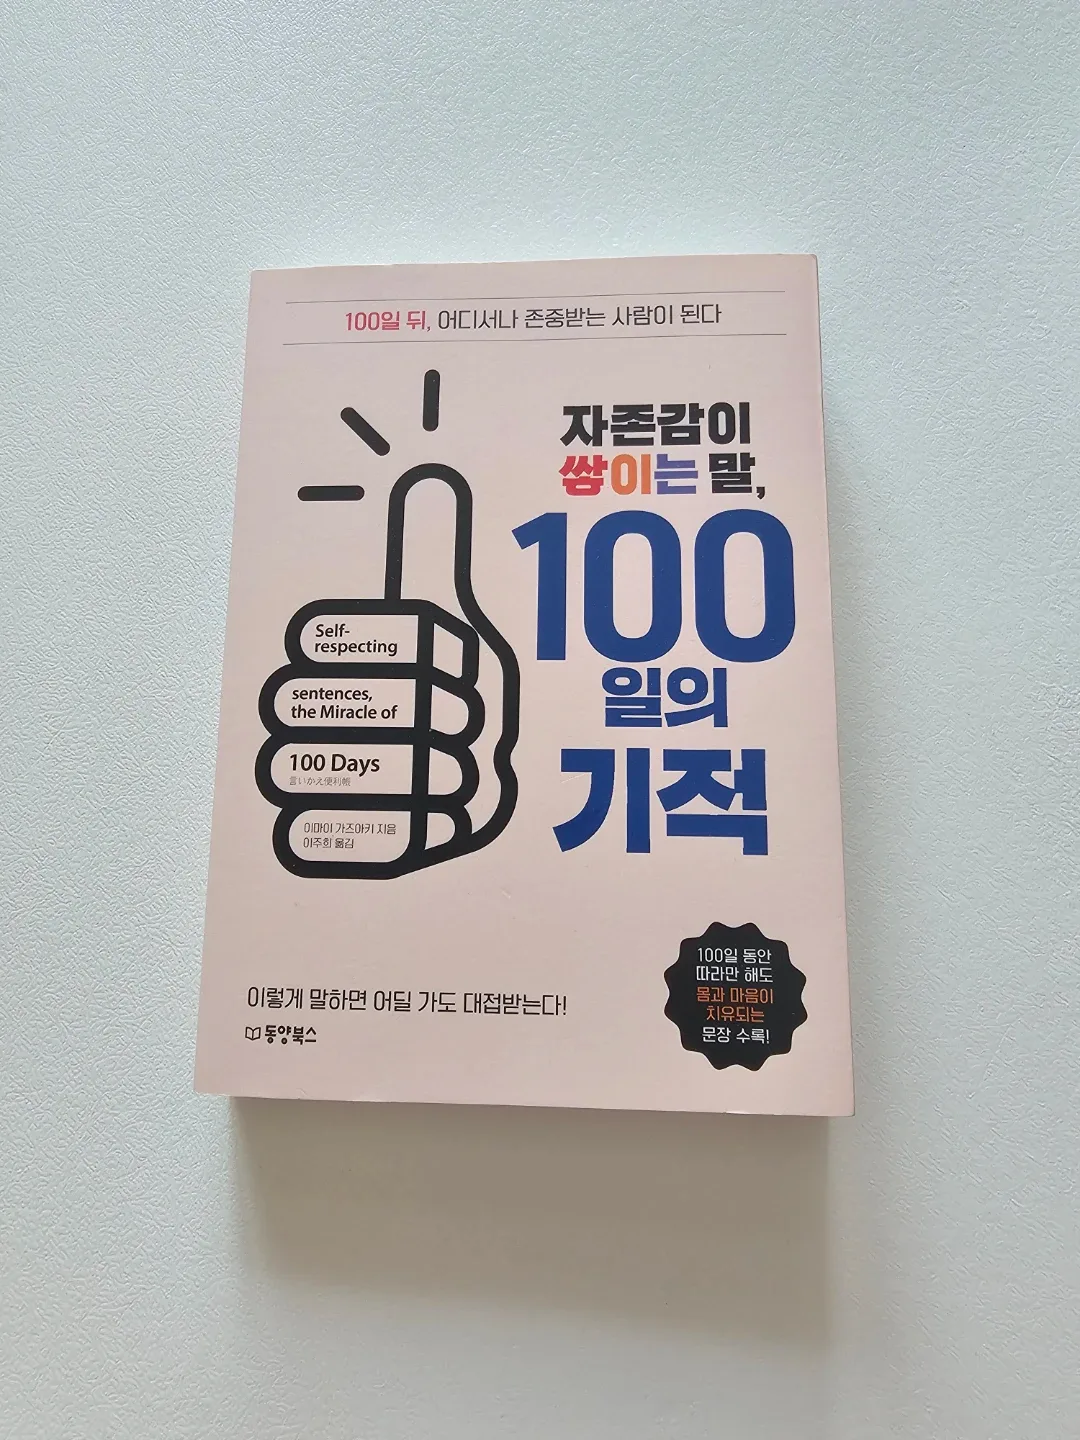 100일 뒤, 어디서나 존중받는 사람이 된다
자존감이
쌓이는 말,
100
일의
기적
Self-
respecting
sentences,
the Miracle of
100 Days
言いかえ便利帳
이마이 가즈아키 지음
이주희 옮김
100일 동안
따라만 해도
몸과 마음이
치유되는
문장 수록!
이렇게 말하면 어딜 가도 대접받는다!
동양북스